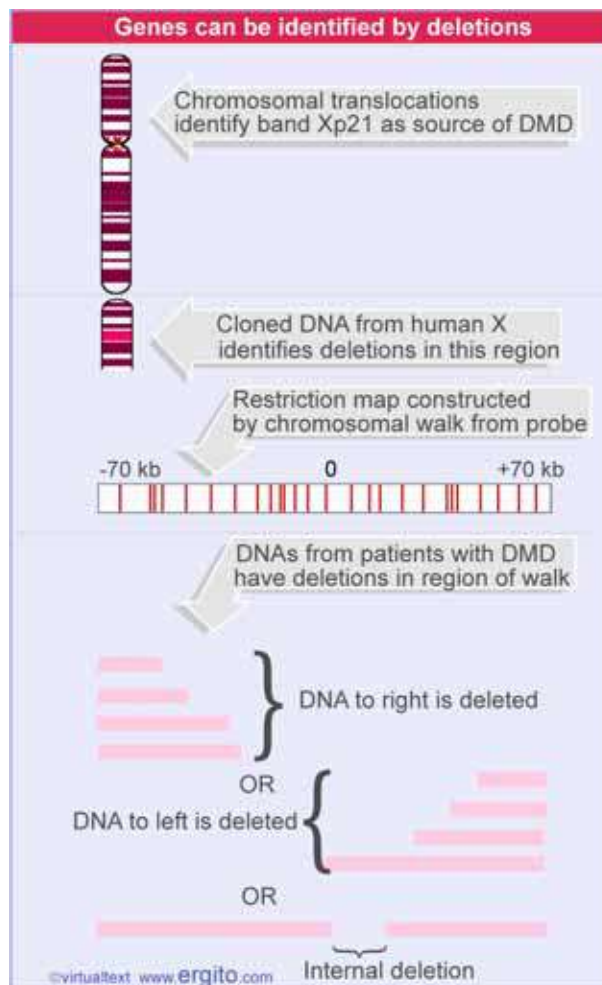 Genes can be identified by deletions
Chromosomal translocations
identify band Xp21 as source of DMD
Cloned DNA from human X
identifies deletions in this region
Restriction map constructed
by chromosomal walk from probe
-70 kb 0 +70 kb
DNAs from patients with DMD
have deletions in region of walk
DNA to right is deleted
OR
DNA to left is deleted
OR
Internal deletion
©virtualtext www.ergito.com